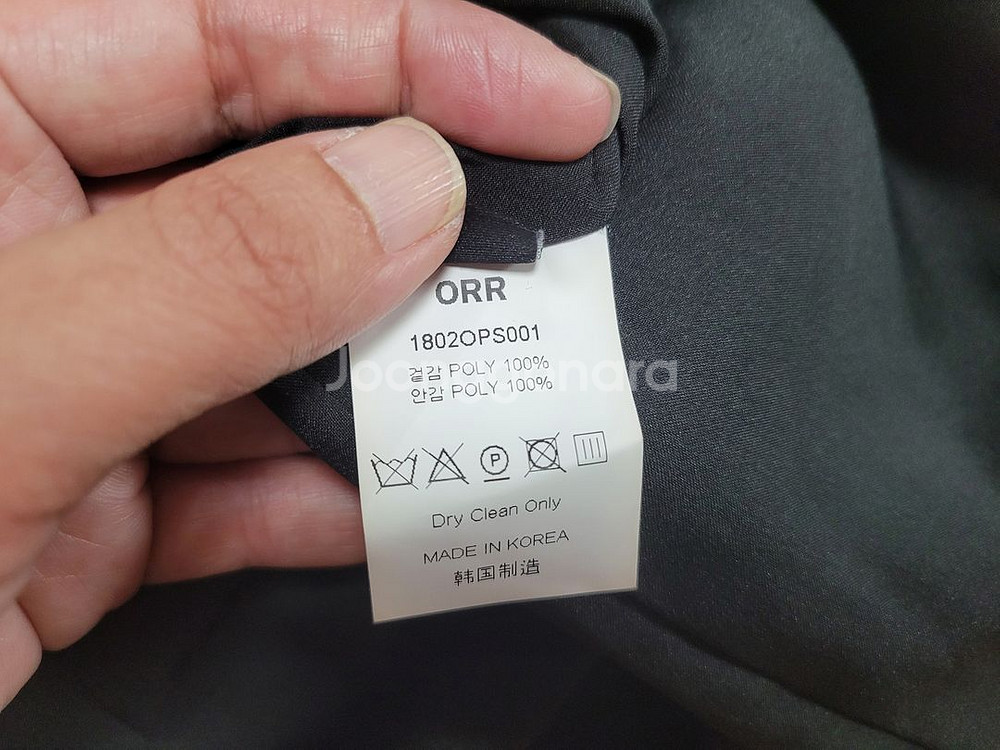 ORR
1802OPS001
겉감 POLY 100%
안감 POLY 100%
Joonggonara
P
Dry Clean Only
MADE IN KOREA
韩国制造